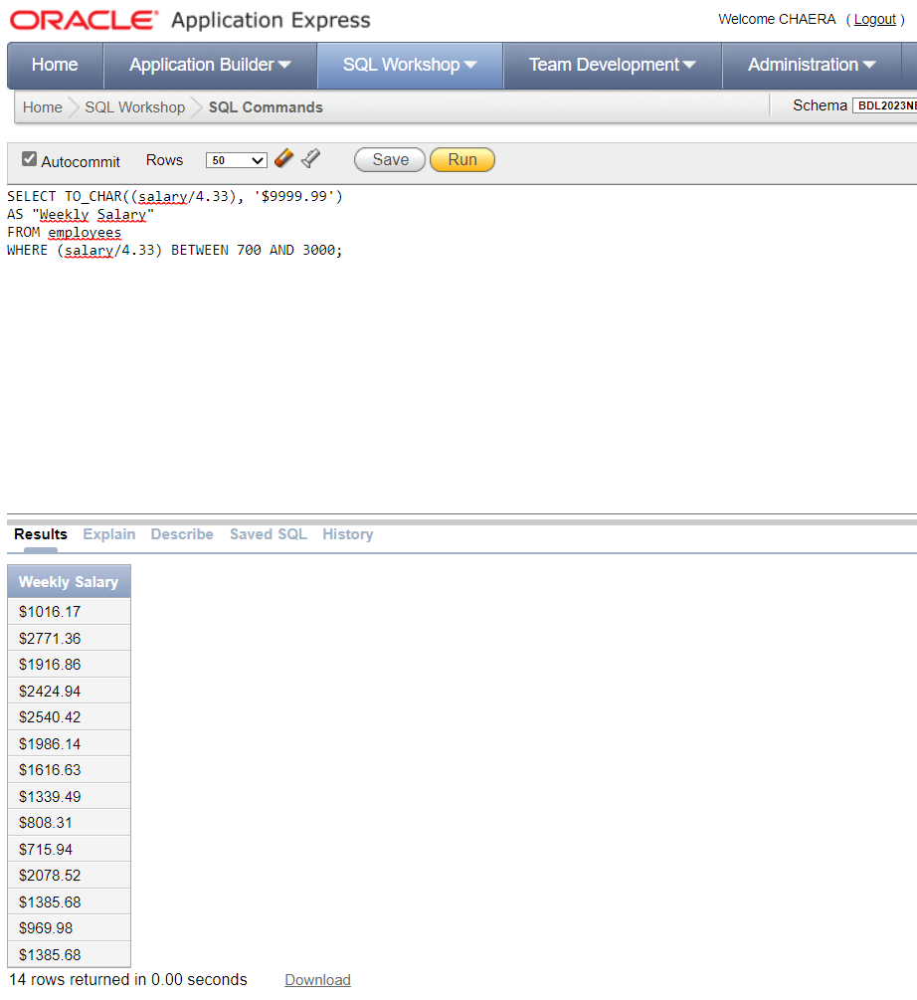 ORACLE Application Express
Welcome CHAERA ( Logout )
Home Application Builder SQL Workshop Team Development Administration
Home SQL Workshop SQL Commands
Schema BDL2023NE
Autocommit Rows 50 Save Run
SELECT TO_CHAR((salary/4.33), '$9999.99')
AS "Weekly Salary"
FROM employees
WHERE (salary/4.33) BETWEEN 700 AND 3000;
Results Explain Describe Saved SQL History
Weekly Salary
$1016.17
$2771.36
$1916.86
$2424.94
$2540.42
$1986.14
$1616.63
$1339.49
$808.31
$715.94
$2078.52
$1385.68
$969.98
$1385.68
14 rows returned in 0.00 seconds Download